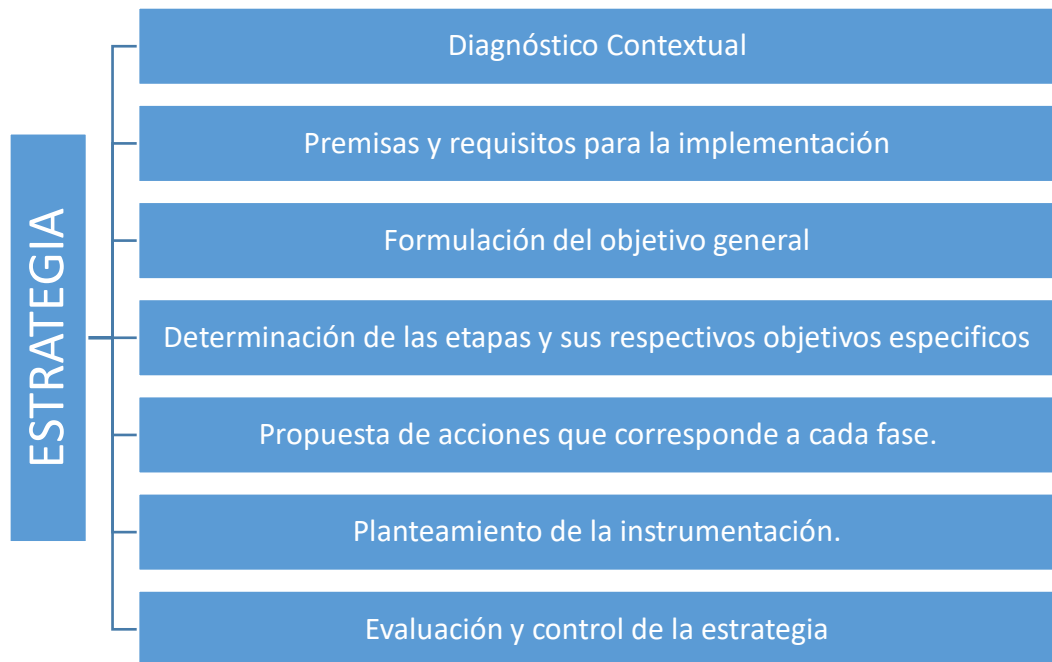 ESTRATEGIA
Diagnóstico Contextual
Premisas y requisitos para la implementación
Formulación del objetivo general
Determinación de las etapas y sus respectivos objetivos especificos
Propuesta de acciones que corresponde a cada fase.
Planteamiento de la instrumentación.
Evaluación y control de la estrategia